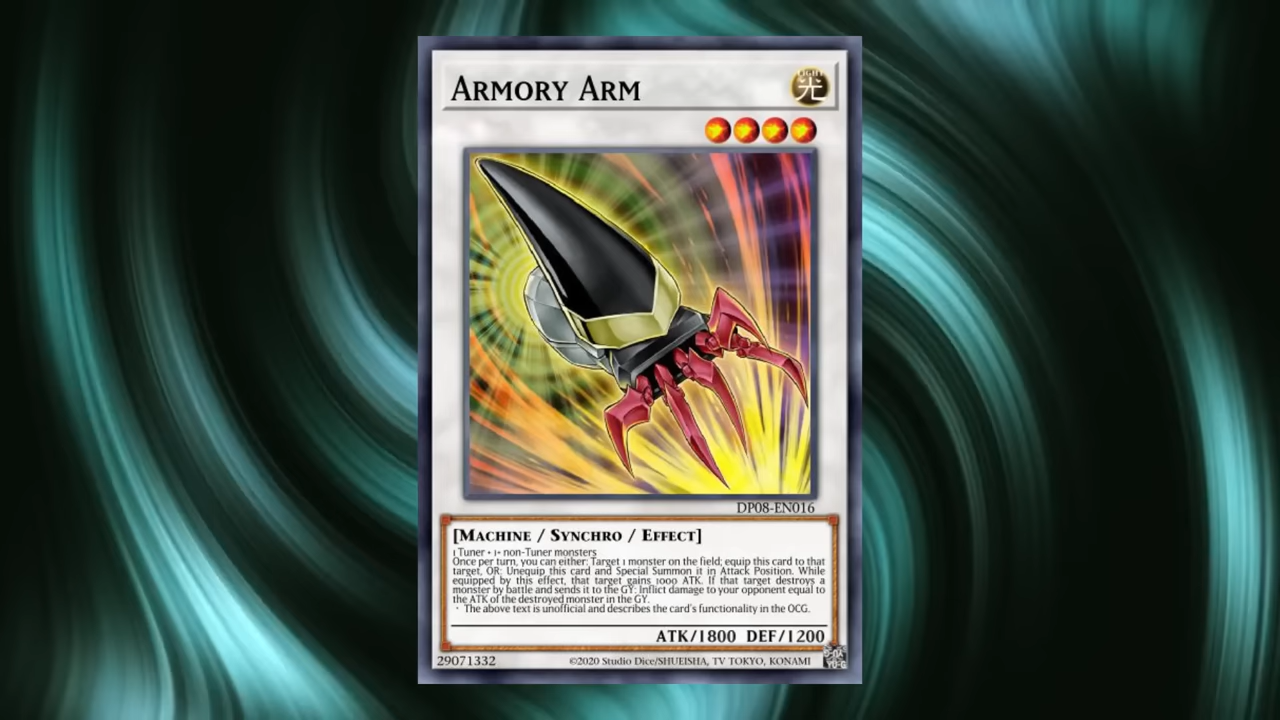 ARMORY ARM
LIGHT
光
DP08-EN016
[MACHINE / SYNCHRO / EFFECT]
1 Tuner + 1+ non-Tuner monsters
Once per turn, you can either: Target 1 monster on the field; equip this card to that
target, OR: Unequip this card and Special Summon it in Attack Position. While
equipped by this effect, that target gains 1000 ATK. If that target destroys a
monster by battle and sends it to the GY: Inflict damage to your opponent equal to
the ATK of the destroyed monster in the GY.
· The above text is unofficial and describes the card's functionality in the OCG.
ATK/1800 DEF/1200
29071332
©2020 Studio Dice/SHUEISHA, TV TOKYO, KONAMI